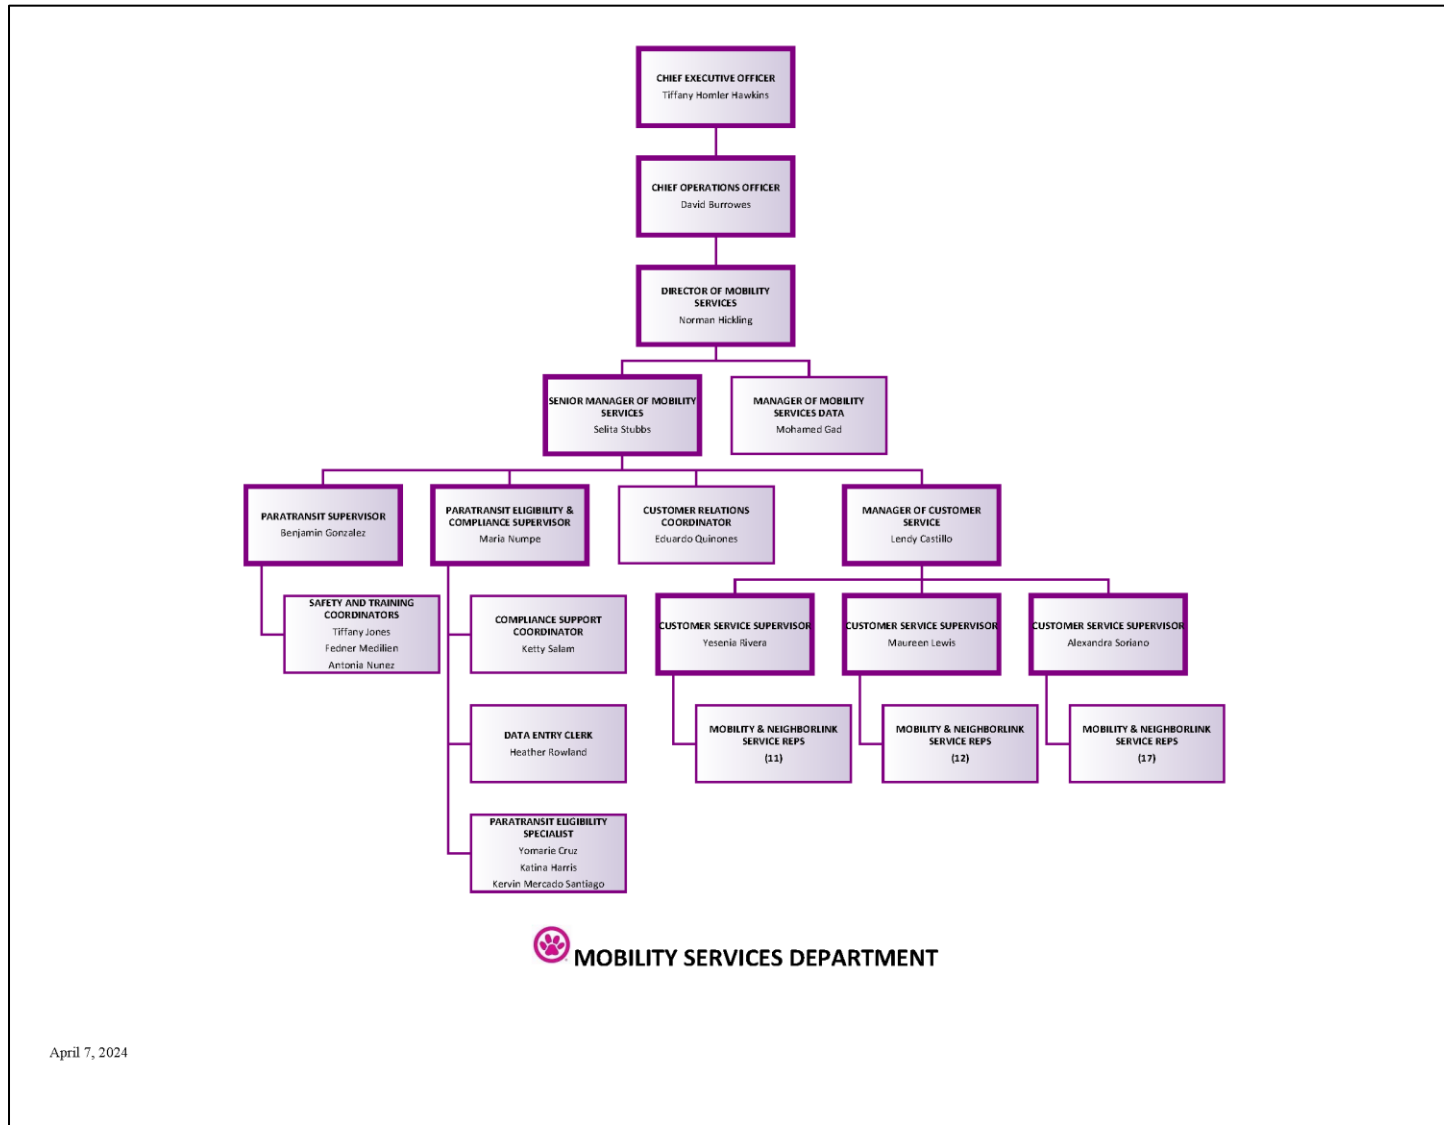 CHIEF EXECUTIVE OFFICER
Tiffany Homler Hawkins
CHIEF OPERATIONS OFFICER
David Burrowes
DIRECTOR OF MOBILITY
SERVICES
Norman Hickling
SENIOR MANAGER OF MOBILITY
SERVICES
Selita Stubbs
MANAGER OF MOBILITY
SERVICES DATA
Mohamed Gad
PARATRANSIT SUPERVISOR
Benjamin Gonzalez
PARATRANSIT ELIGIBILITY &
COMPLIANCE SUPERVISOR
Maria Numpe
CUSTOMER RELATIONS
COORDINATOR
Eduardo Quinones
MANAGER OF CUSTOMER
SERVICE
Lendy Castillo
SAFETY AND TRAINING
COORDINATORS
Tiffany Jones
Fedner Medilien
Antonia Nunez
COMPLIANCE SUPPORT
COORDINATOR
Ketty Salam
CUSTOMER SERVICE SUPERVISOR
Yesenia Rivera
CUSTOMER SERVICE SUPERVISOR
Maureen Lewis
CUSTOMER SERVICE SUPERVISOR
Alexandra Soriano
DATA ENTRY CLERK
Heather Rowland
MOBILITY & NEIGHBORLINK
SERVICE REPS
(11)
MOBILITY & NEIGHBORLINK
SERVICE REPS
(12)
MOBILITY & NEIGHBORLINK
SERVICE REPS
(17)
PARATRANSIT ELIGIBILITY
SPECIALIST
Yomarie Cruz
Katina Harris
Kervin Mercado Santiago
MOBILITY SERVICES DEPARTMENT
April 7, 2024